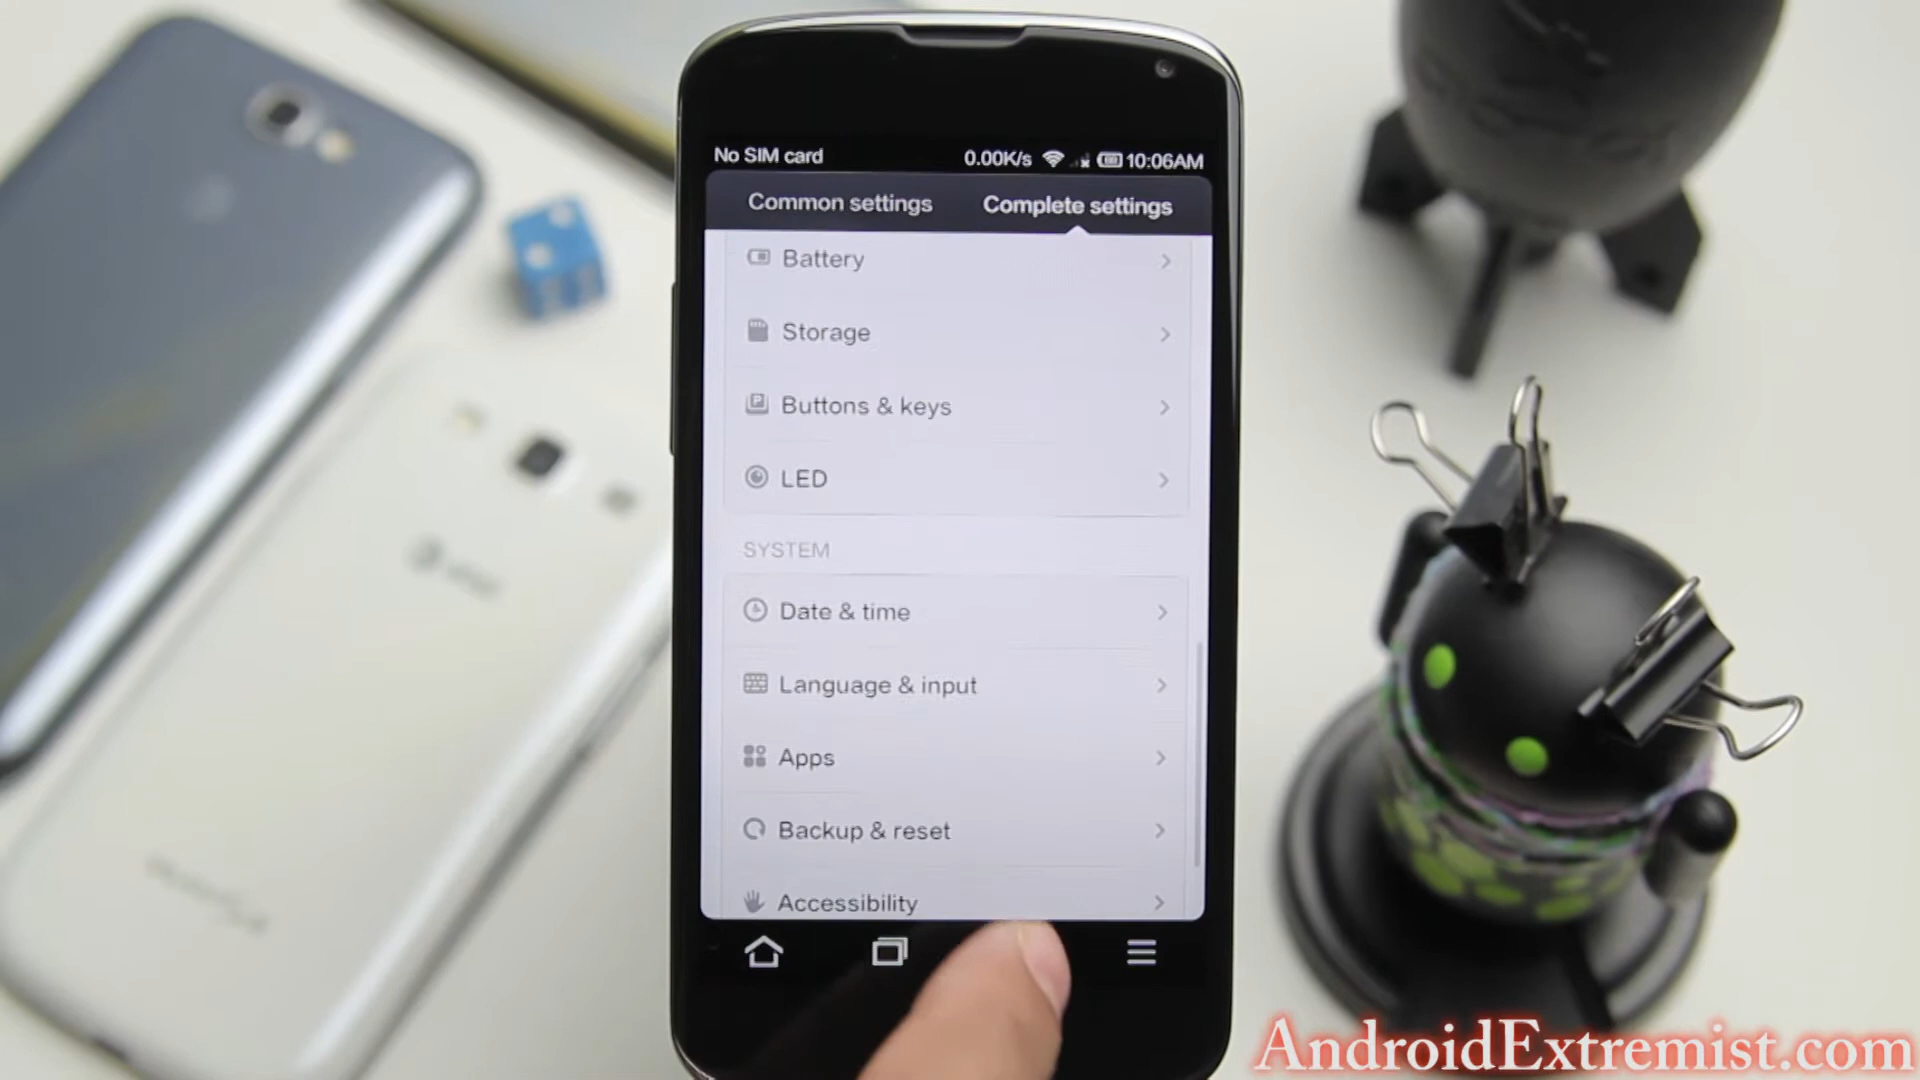 No SIM card 0.00K/s 10:06AM
Common settings Complete settings
Battery
Storage
Buttons & keys
LED
SYSTEM
Date & time
Language & input
Apps
Backup & reset
Accessibility
AndroidExtremist.com